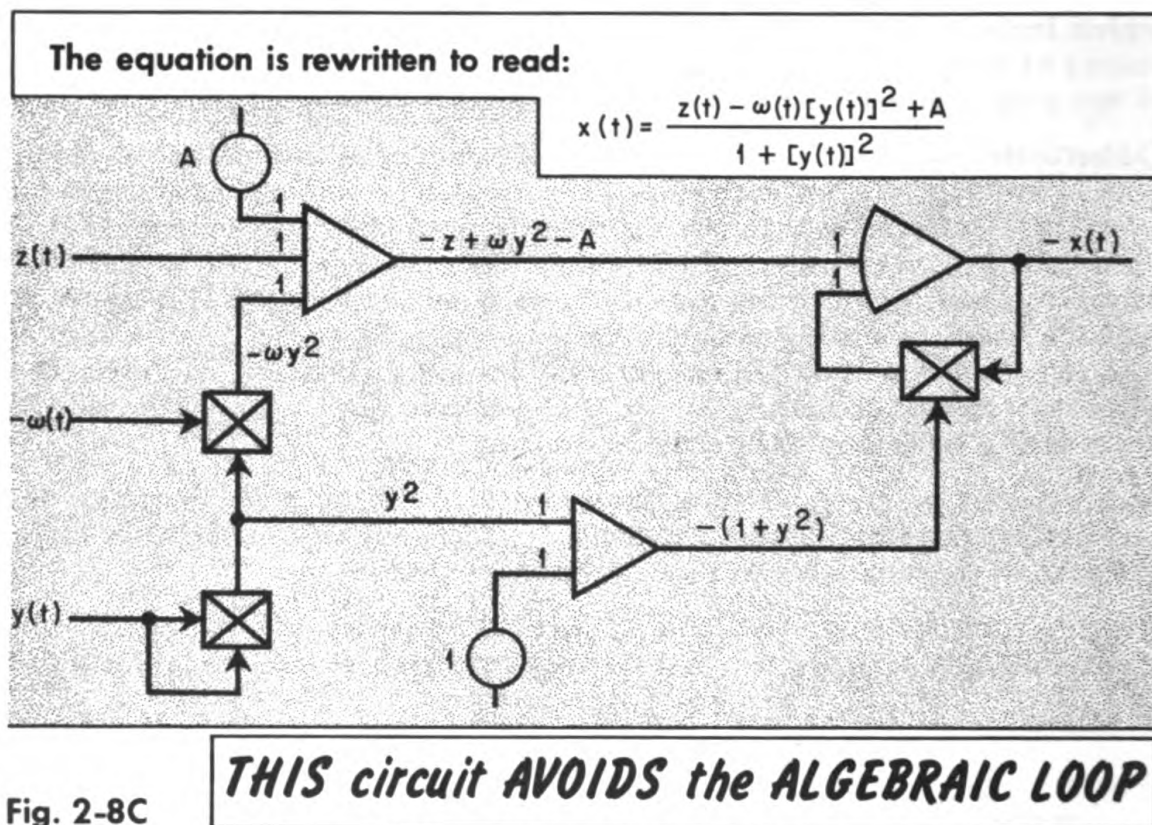 The equation is rewritten to read:
x(t) = z(t) - ω(t)[y(t)]² + A / 1 + [y(t)]²
A
1
z(t)
1
-z + ωy² - A
1
- x(t)
1
1
-ωy²
-ω(t)
y²
1
-(1 + y²)
1
y(t)
1
THIS circuit AVOIDS the ALGEBRAIC LOOP
Fig. 2-8C